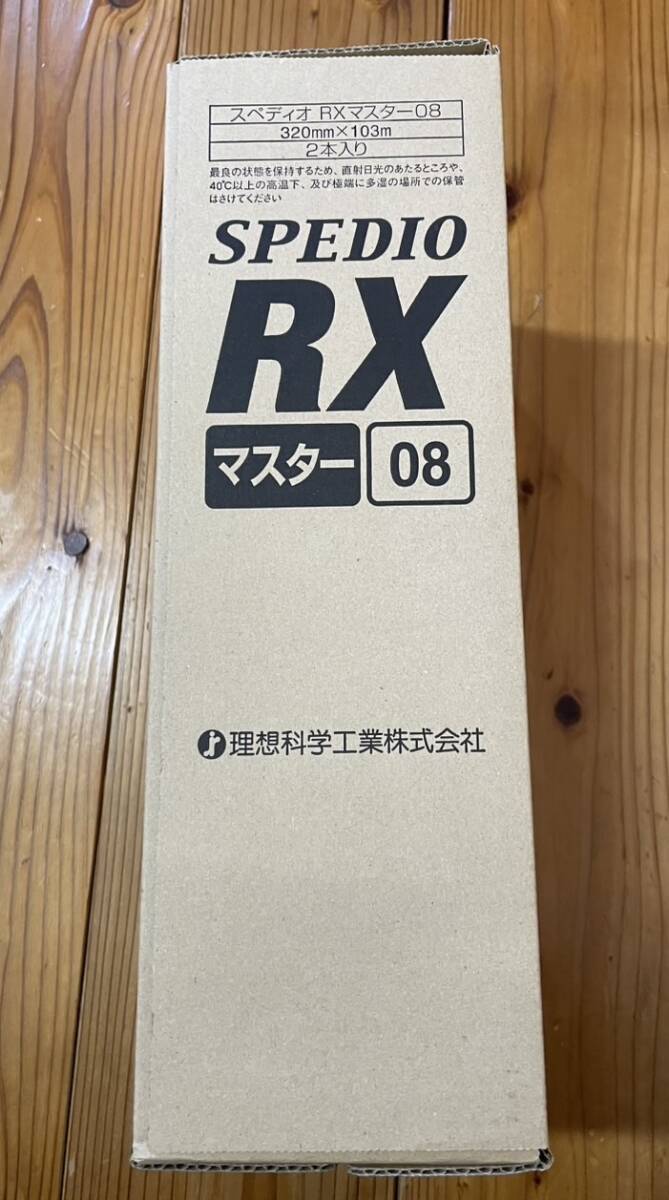 スペディオ RXマスター08
320mm×103m
2本入り
最良の状態を保持するため、直射日光のあたるところや、
40℃以上の高温下、及び極端に多湿の場所での保管
はさけてください
SPEDIO
RX
マスター 08
理想科学工業株式会社